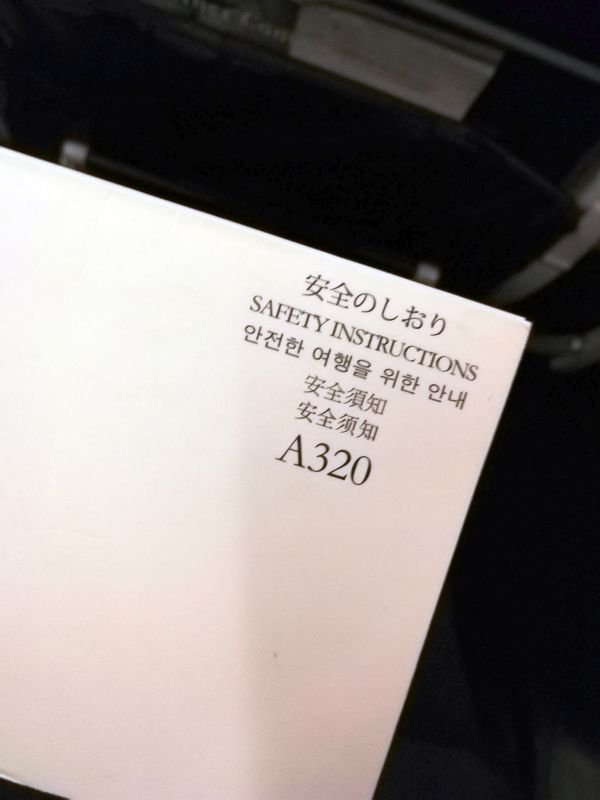 安全のしおり
SAFETY INSTRUCTIONS
안전한 여행을 위한 안내
安全須知
安全须知
A320